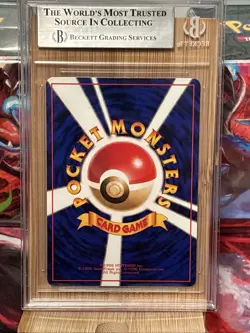 THE WORLD'S MOST TRUSTED
SOURCE IN COLLECTING
B
BECKETT GRADING SERVICES
POCKET MONSTERS
CARD GAME